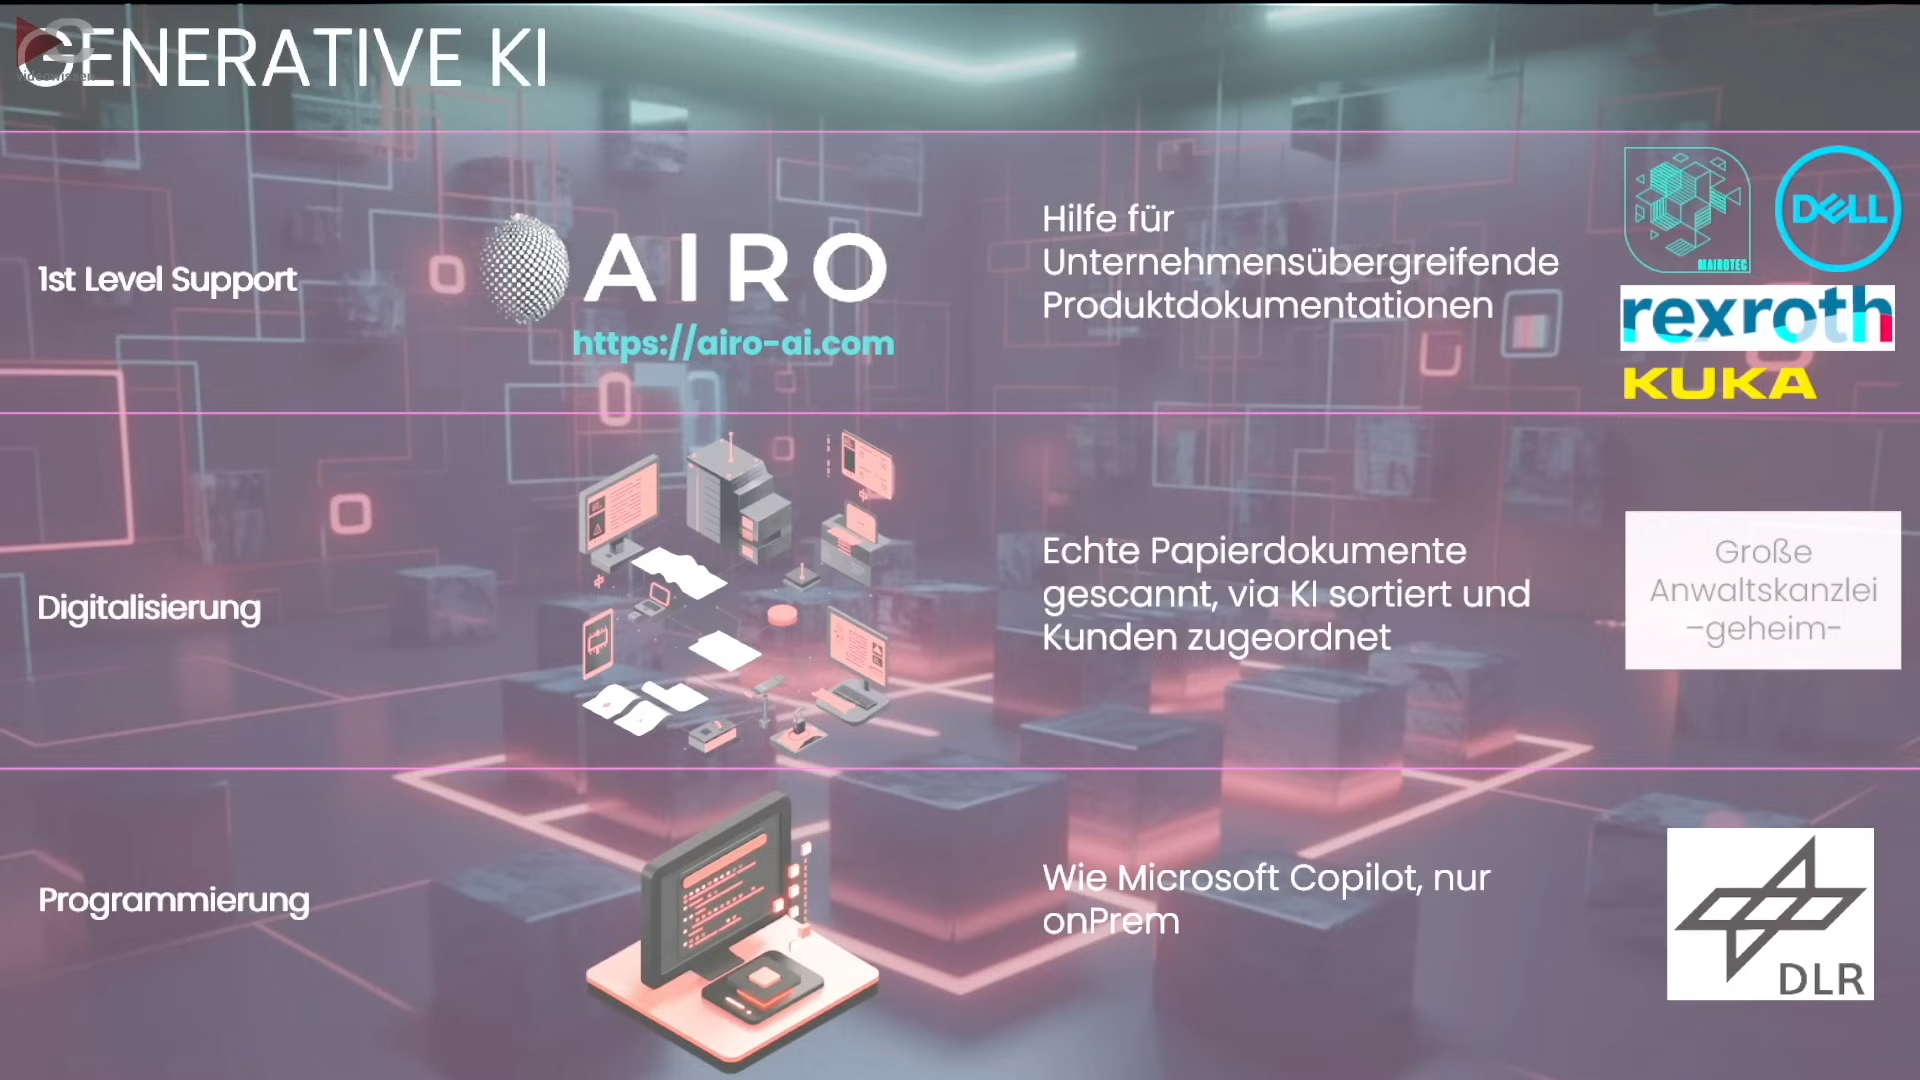 GENERATIVE KI
videowissen
1st Level Support
AIRO
https://airo-ai.com
Hilfe für
Unternehmensübergreifende
Produktdokumentationen
MAIROTEC
DELL
rexroth
KUKA
Digitalisierung
Echte Papierdokumente
gescannt, via KI sortiert und
Kunden zugeordnet
Große
Anwaltskanzlei
–geheim-
Programmierung
Wie Microsoft Copilot, nur
onPrem
DLR